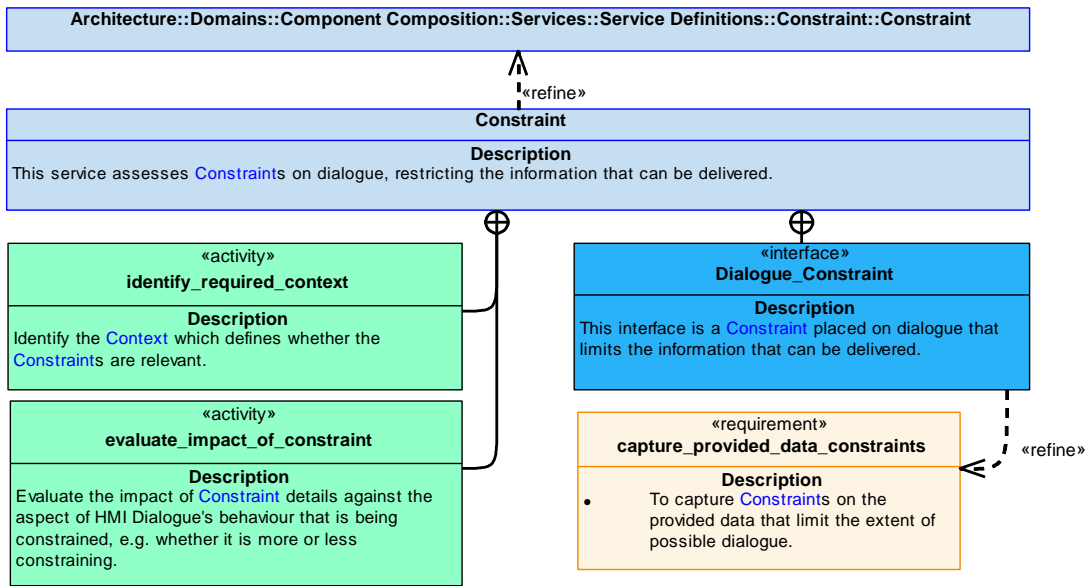 Architecture::Domains::Component Composition::Services::Service Definitions::Constraint::Constraint
«refine»
Constraint
Description
This service assesses Constraints on dialogue, restricting the information that can be delivered.
«activity»
identify_required_context
Description
Identify the Context which defines whether the
Constraints are relevant.
«interface»
Dialogue_Constraint
Description
This interface is a Constraint placed on dialogue that
limits the information that can be delivered.
«activity»
evaluate_impact_of_constraint
Description
Evaluate the impact of Constraint details against the
aspect of HMI Dialogue's behaviour that is being
constrained, e.g. whether it is more or less
constraining.
«requirement»
capture_provided_data_constraints
Description
• To capture Constraints on the
provided data that limit the extent of
possible dialogue.
«refine»